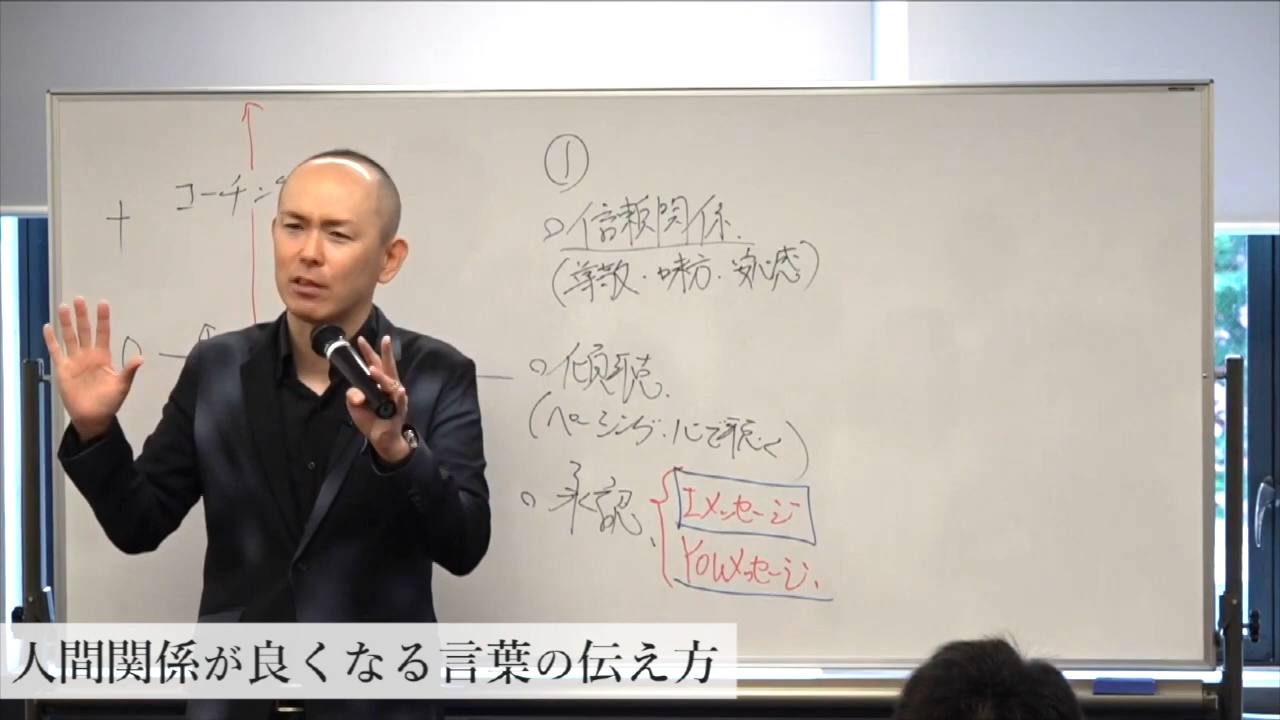 コーチング
＋
０
①
○信頼関係.
(尊敬・味方・安心感)
○傾聴.
(ペーシング・心で聴く)
○承認、
Iメッセージ
YOUメッセージ.
人間関係が良くなる言葉の伝え方